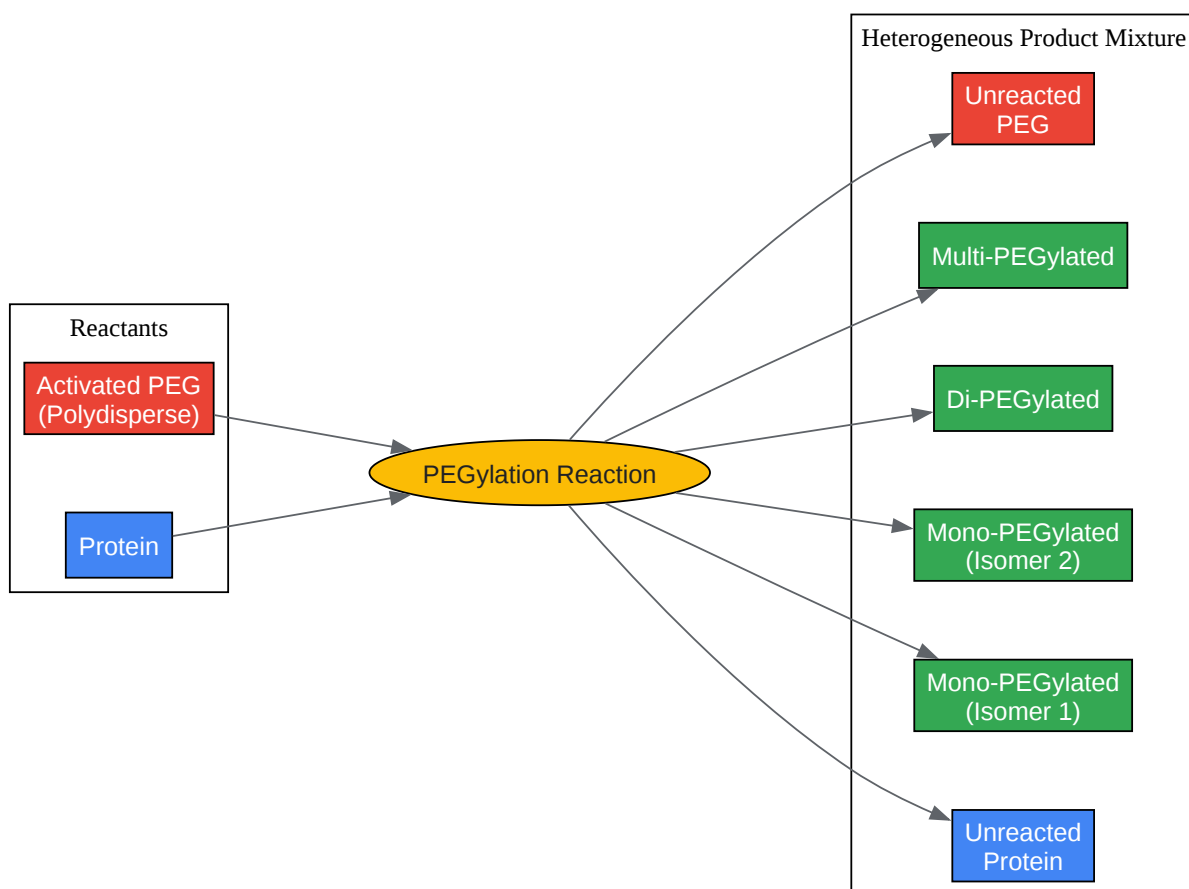 Heterogeneous Product Mixture
Unreacted
PEG
Multi-PEGylated
Reactants
Activated PEG
(Polydisperse)
Di-PEGylated
PEGylation Reaction
Protein
Mono-PEGylated
(Isomer 2)
Mono-PEGylated
(Isomer 1)
Unreacted
Protein